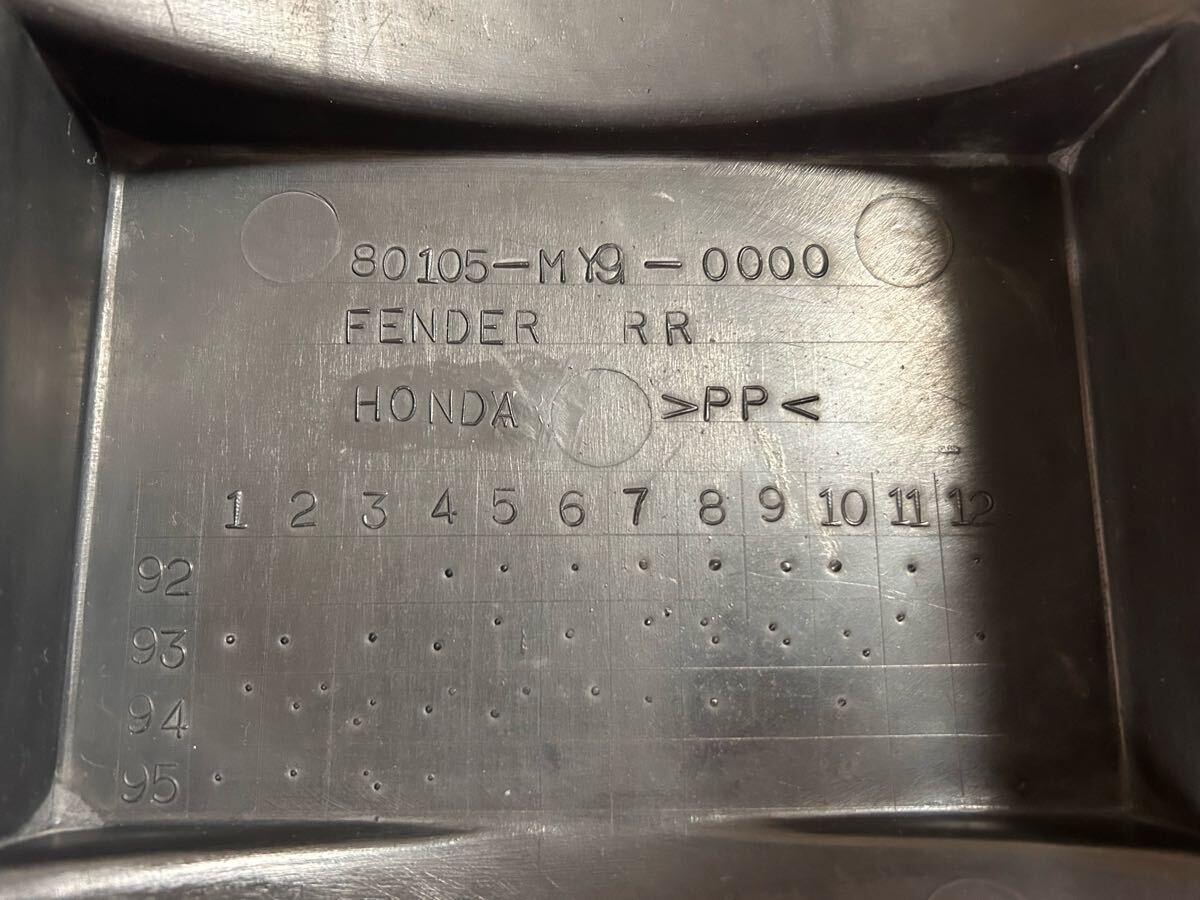 80105-MY9-0000
FENDER RR
HONDA >PP<
1 2 3 4 5 6 7 8 9 10 11 12
92
93
94
95